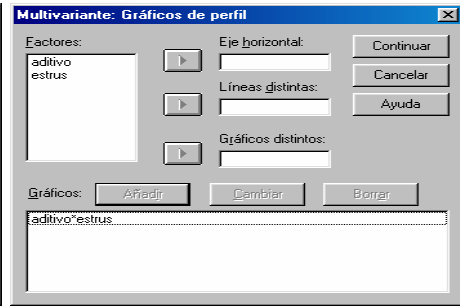 Multivariante: Gráficos de perfil
Factores:
aditivo
estrus
Eje horizontal:
Líneas distintas:
Gráficos distintos:
Continuar
Cancelar
Ayuda
Gráficos:
Añadir
Cambiar
Borrar
aditivo*estrus